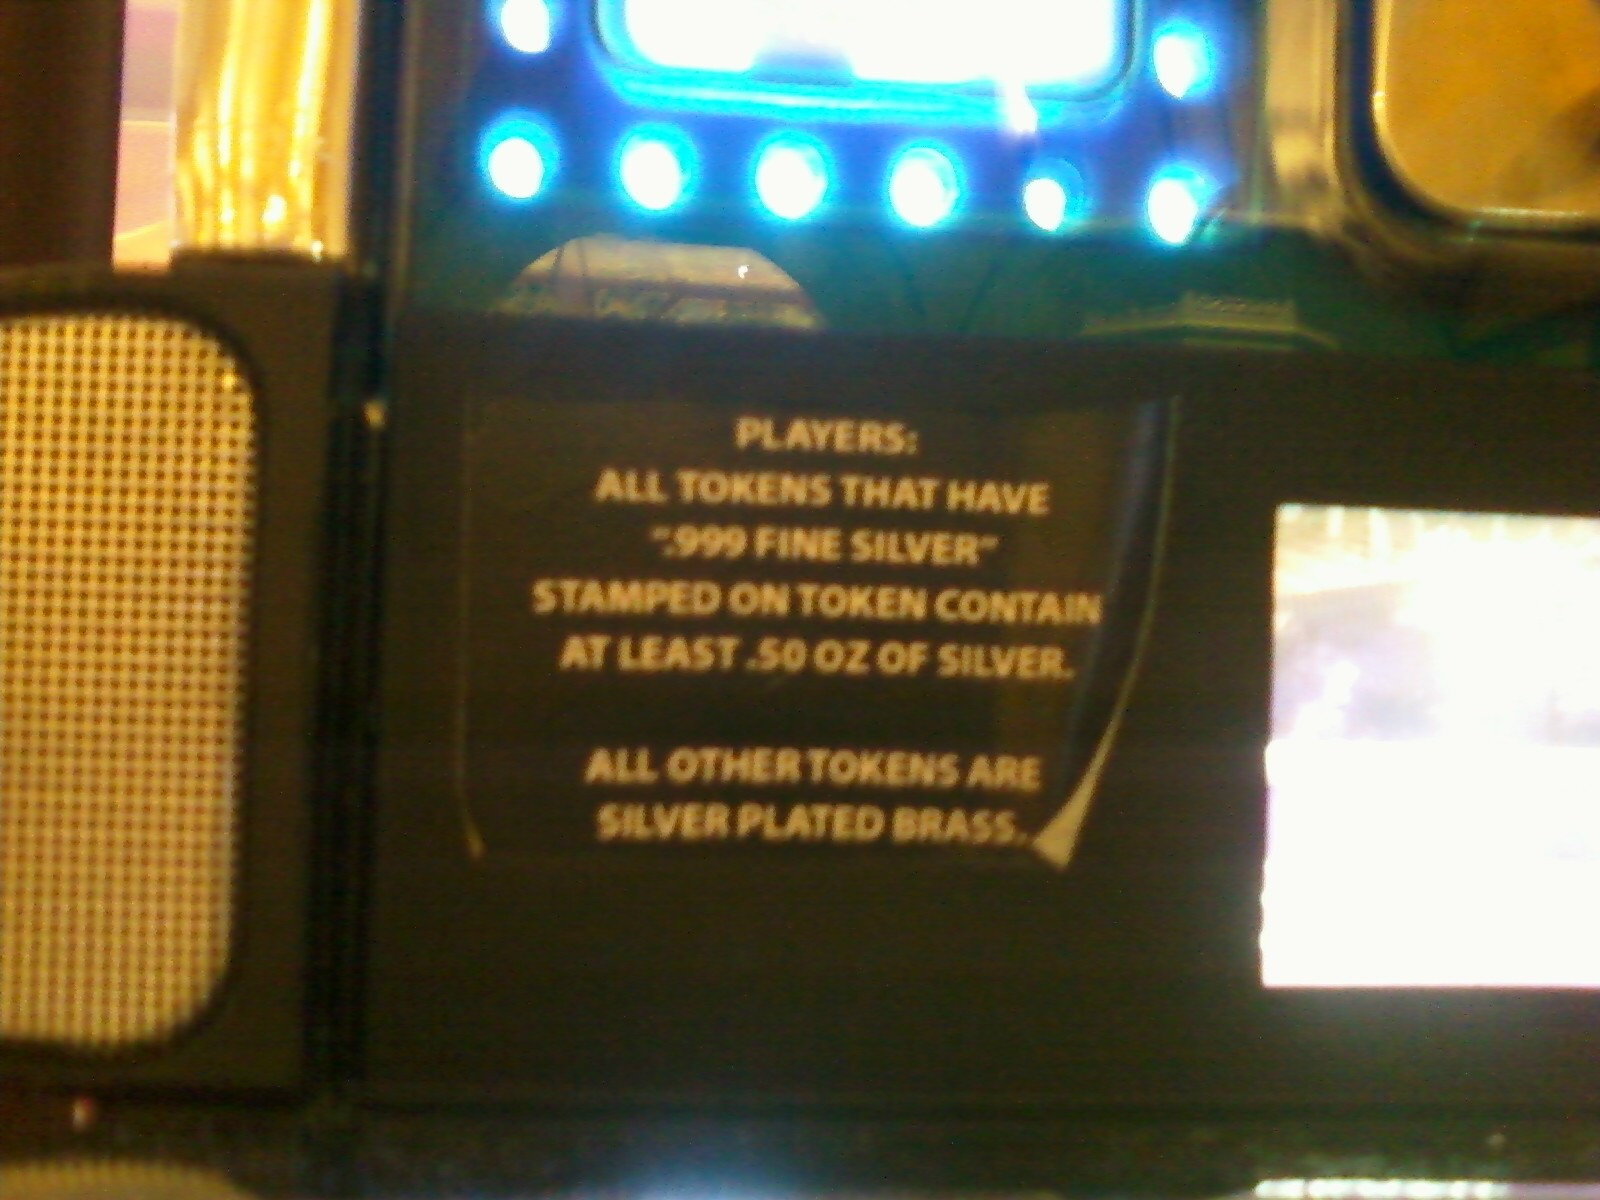 PLAYERS:
ALL TOKENS THAT HAVE
".999 FINE SILVER"
STAMPED ON TOKEN CONTAIN
AT LEAST .50 OZ OF SILVER.
ALL OTHER TOKENS ARE
SILVER PLATED BRASS.